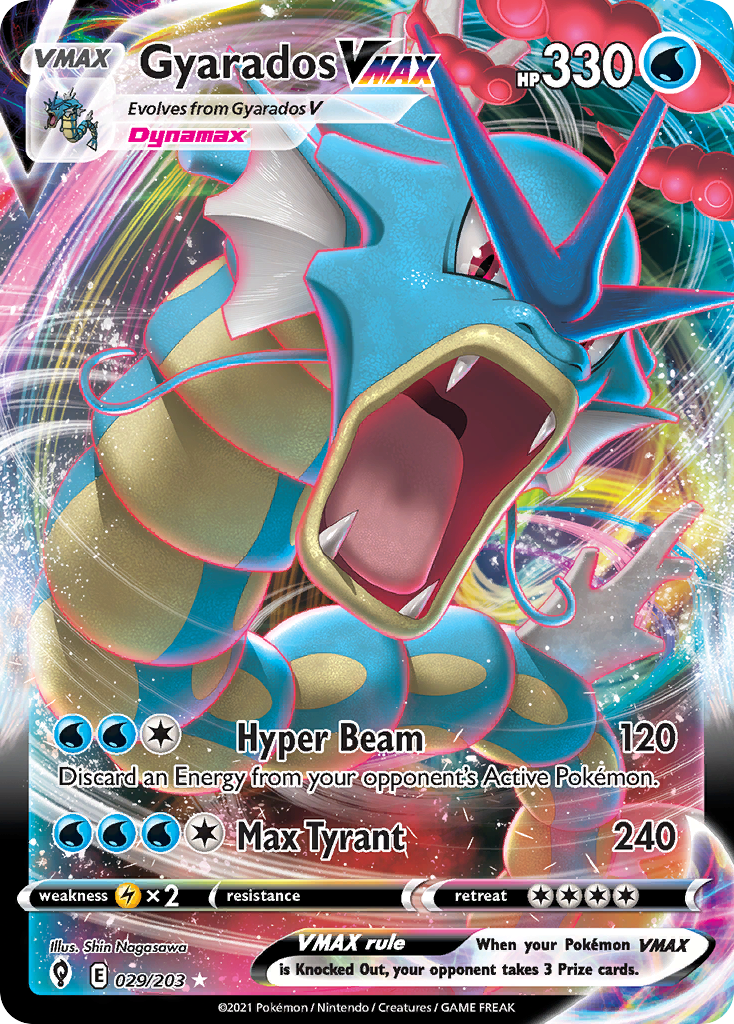 VMAX
Gyarados VMAX
HP 330
Evolves from Gyarados V
Dynamax
Hyper Beam 120
Discard an Energy from your opponent's Active Pokémon.
Max Tyrant 240
weakness ×2 resistance retreat
Illus. Shin Nagasawa
VMAX rule When your Pokémon VMAX
is Knocked Out, your opponent takes 3 Prize cards.
E 029/203
©2021 Pokémon / Nintendo / Creatures / GAME FREAK